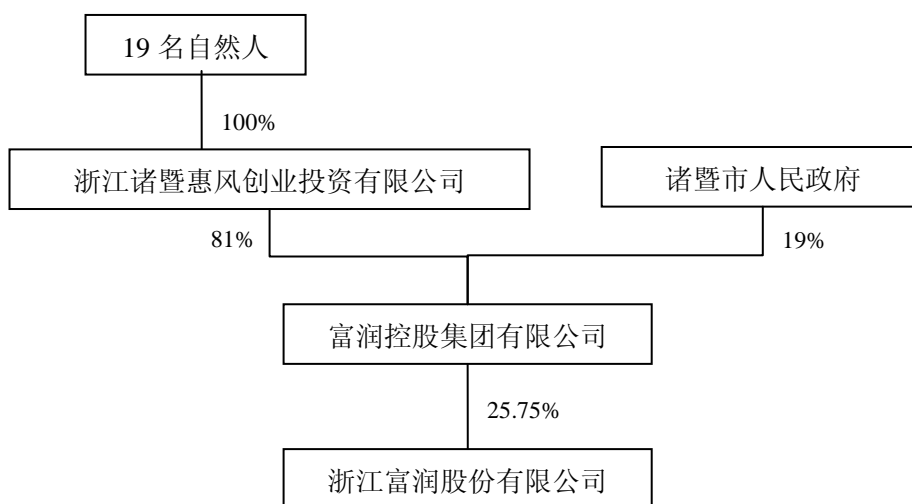 19 名自然人
100%
浙江诸暨惠风创业投资有限公司
诸暨市人民政府
81%
19%
富润控股集团有限公司
25.75%
浙江富润股份有限公司